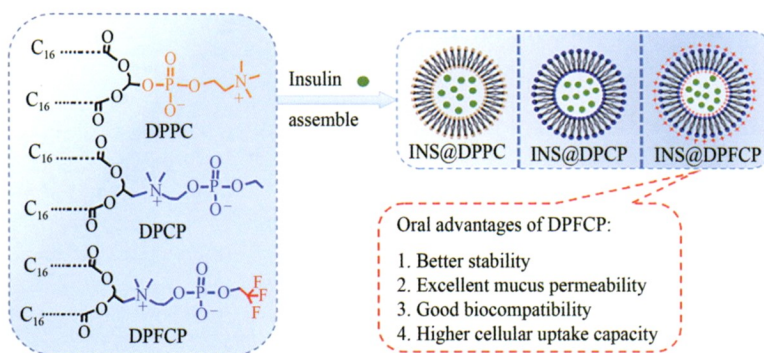 C16
O
O
O
C16
O
O
P
O
O−
N
+
DPPC
C16
O
O
O
C16
O
N
+
O
P
O
O
O−
DPCP
C16
O
O
O
C16
O
N
+
O
P
O
O
O−
F
F
F
DPFCP
Insulin
assemble
INS@DPPC
INS@DPCP
INS@DPFCP
Oral advantages of DPFCP:
1. Better stability
2. Excellent mucus permeability
3. Good biocompatibility
4. Higher cellular uptake capacity